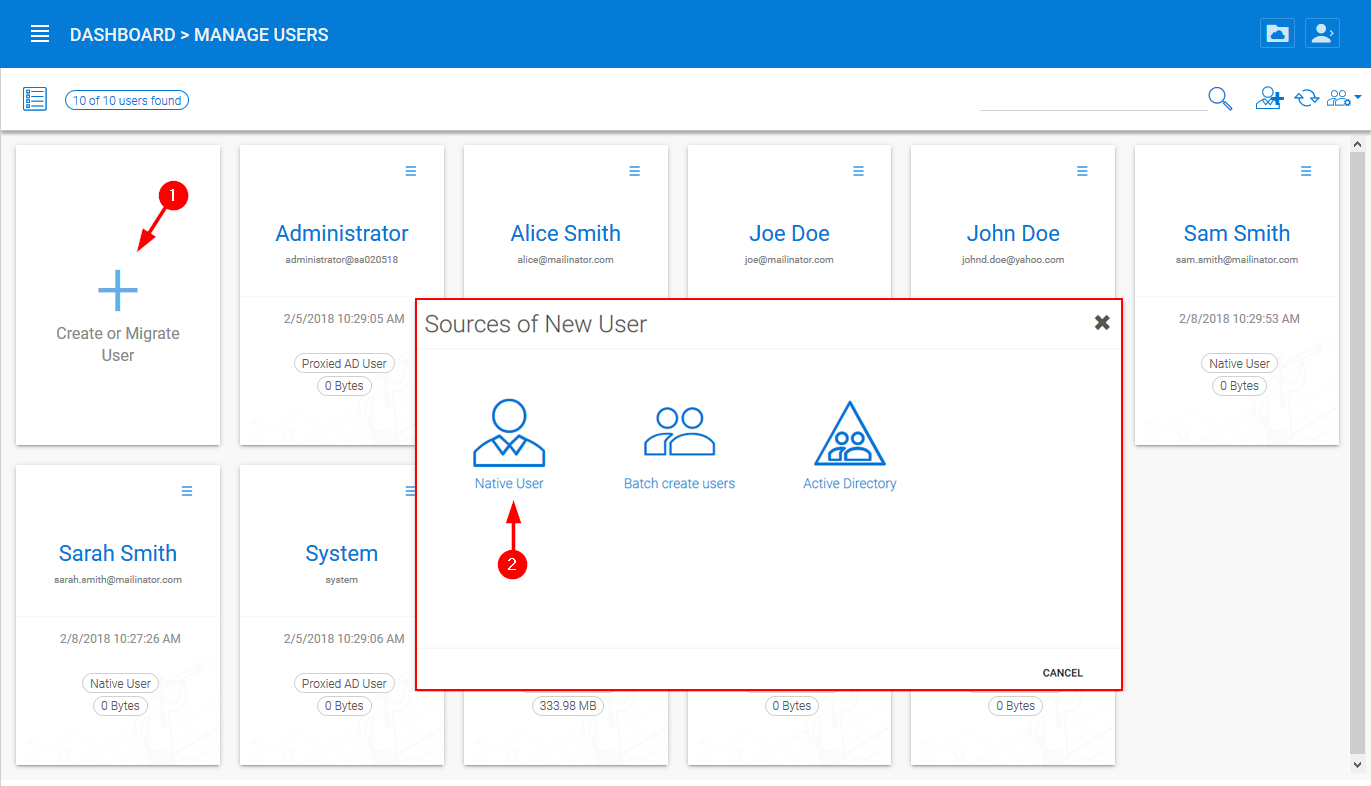 DASHBOARD > MANAGE USERS
10 of 10 users found
1
Create or Migrate
User
Administrator
administrator@sa020518
2/5/2018 10:29:05 AM
Proxied AD User
0 Bytes
Alice Smith
alice@mailinator.com
Joe Doe
joe@mailinator.com
John Doe
johnd.doe@yahoo.com
Sam Smith
sam.smith@mailinator.com
2/8/2018 10:29:53 AM
Native User
0 Bytes
Sources of New User
Native User
Batch create users
Active Directory
2
CANCEL
Sarah Smith
sarah.smith@mailinator.com
2/8/2018 10:27:26 AM
Native User
0 Bytes
System
system
2/5/2018 10:29:06 AM
Proxied AD User
0 Bytes
333.98 MB
0 Bytes
0 Bytes